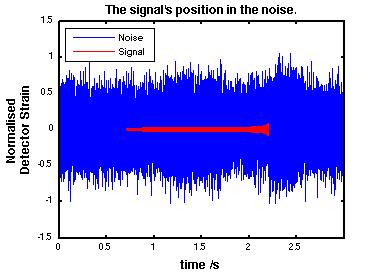 The signal's position in the noise.
1.5
Noise
Signal
1
0.5
0
-0.5
-1
-1.5
Normalised
Detector Strain
0 0.5 1 1.5 2 2.5
time /s